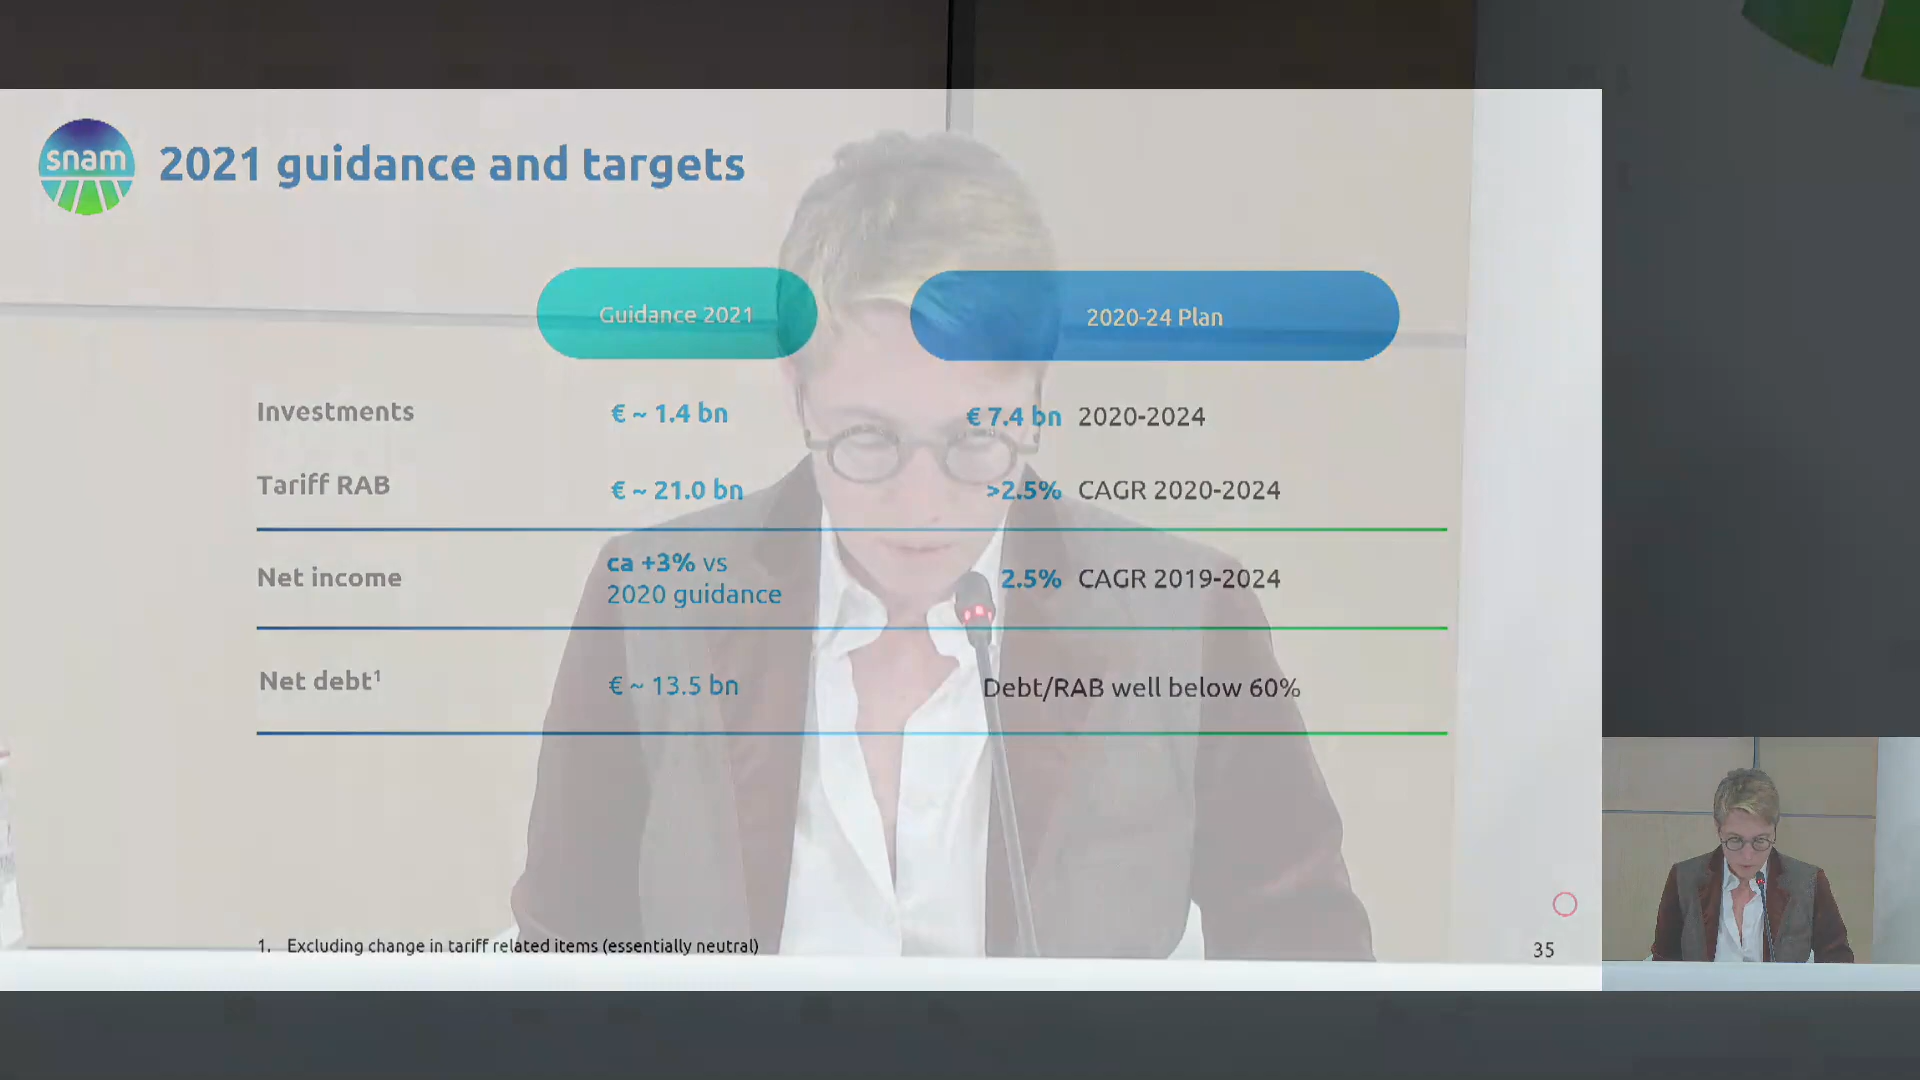 snam
2021 guidance and targets
Guidance 2021
2020-24 Plan
Investments
€ ~ 1.4 bn
€ 7.4 bn 2020-2024
Tariff RAB
€ ~ 21.0 bn
>2.5% CAGR 2020-2024
Net income
ca +3% vs
2020 guidance
2.5% CAGR 2019-2024
Net debt¹
€ ~ 13.5 bn
Debt/RAB well below 60%
1. Excluding change in tariff related items (essentially neutral)
35